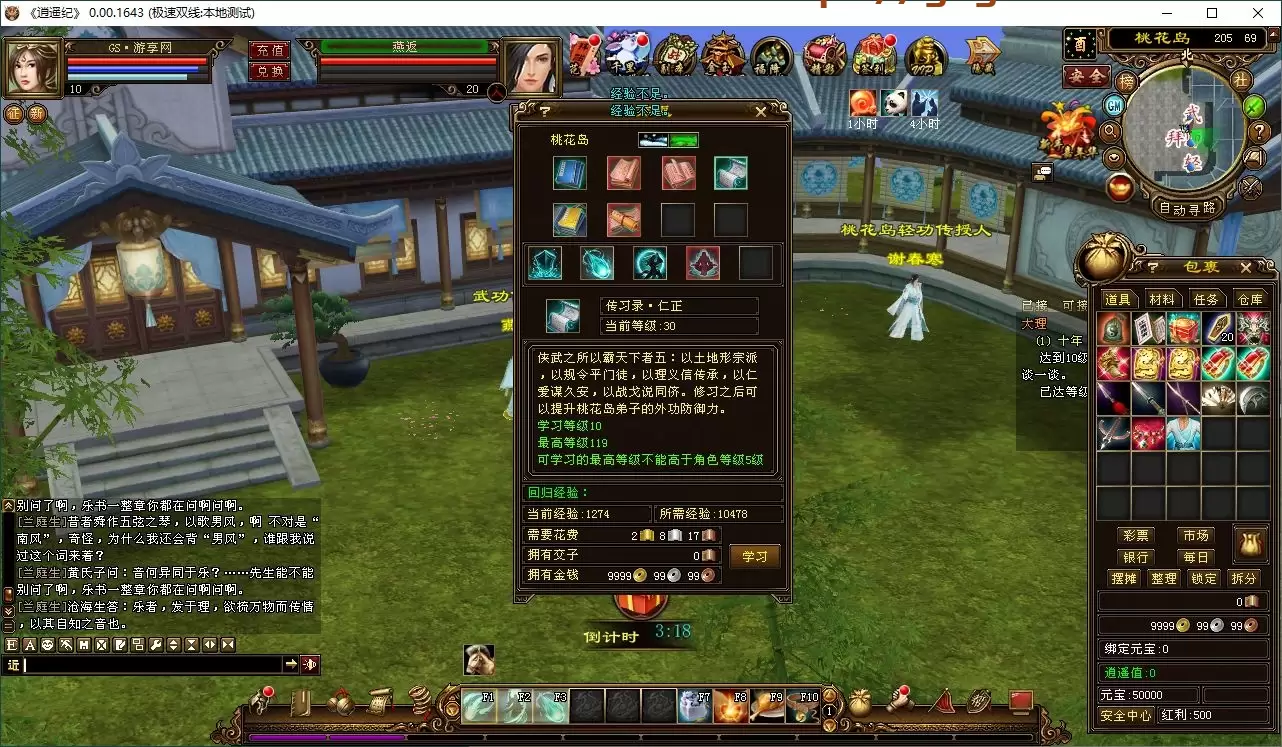 《逍遥纪》 0.00.1643 (极速双线:本地测试)
GS·游享网
10
充值
兑换
燕返
20
征
新
VIP
1小时
4小时
酉
桃花岛
205 69
安全
榜
社
GM
武
拜师
轻
自动寻路
经验不足。
经验不足。
桃花岛
传习录·仁正
当前等级:30
侠武之所以霸天下者五：以土地形宗派
，以规令平门徒，以理义信传承，以仁
爱谋久安，以战戈说同侪。修习之后可
以提升桃花岛弟子的外功防御力。
学习等级10
最高等级119
可学习的最高等级不能高于角色等级5级
回归经验：
当前经验:1274
所需经验:10478
需要花费
2 8 17
拥有交子
0
学习
拥有金钱
9999 99 99
倒计时 3:18
武功
桃花岛轻功传授人
谢春寒
已接 可接
大理
(1) 十年
达到10级
谈一谈。
已达等级
包裹
道具
材料
任务
仓库
20
彩票
市场
银行
每日
摆摊
整理
锁定
拆分
0
9999 99 99
绑定元宝:0
逍遥值:0
元宝:50000
安全中心
红利:500
别问了啊，乐书一整章你都在问啊问啊。
[兰庭生]昔者舜作五弦之琴，以歌男风，啊 不对是“
南风”，奇怪，为什么我还会背“男风”，谁跟我说
过这个词来着？
[兰庭生]黄氏子问：音何异同于乐？……先生能不能
别问了啊，乐书一整章你都在问啊问啊。
[兰庭生]沧海生答：乐者，发于理，欲梳万物而传情
，以其自知之音也。
近
F1
F2
F3
F7
F8
F9
F10
1